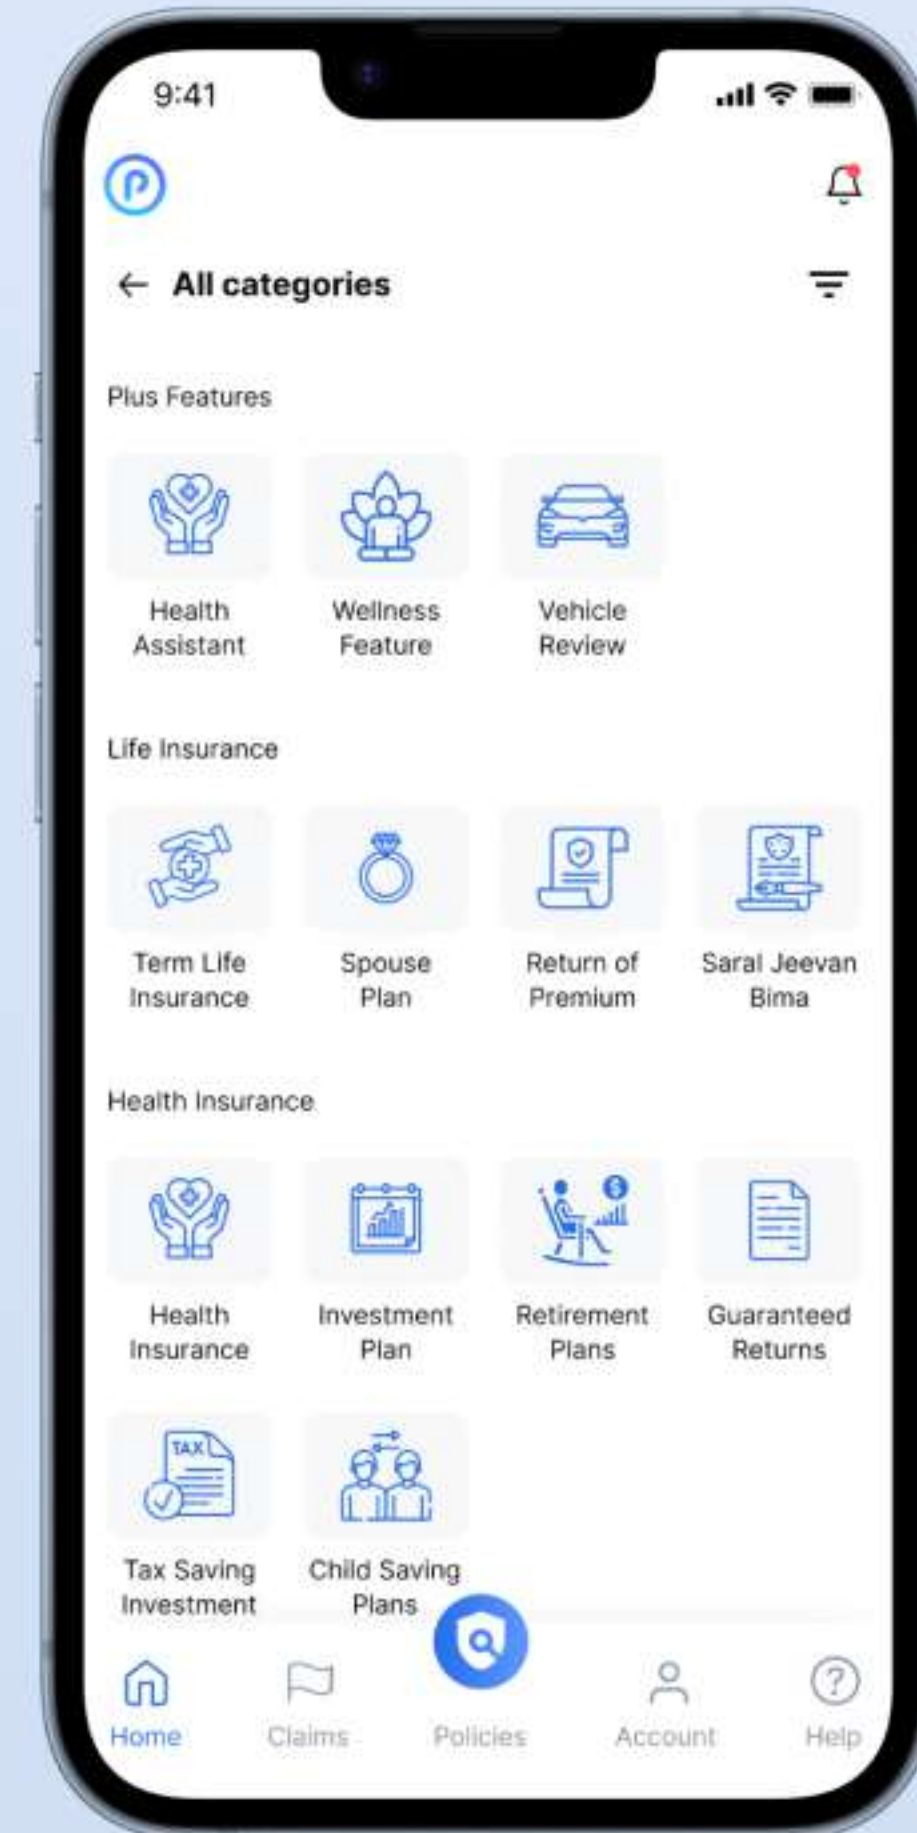 9:41
All categories
Plus Features
Health
Assistant
Wellness
Feature
Vehicle
Review
Life Insurance
Term Life
Insurance
Spouse
Plan
Return of
Premium
Saral Jeevan
Bima
Health Insurance
Health
Insurance
Investment
Plan
Retirement
Plans
Guaranteed
Returns
TAX
Tax Saving
Investment
Child Saving
Plans
Home
Claims
Policies
Account
Help